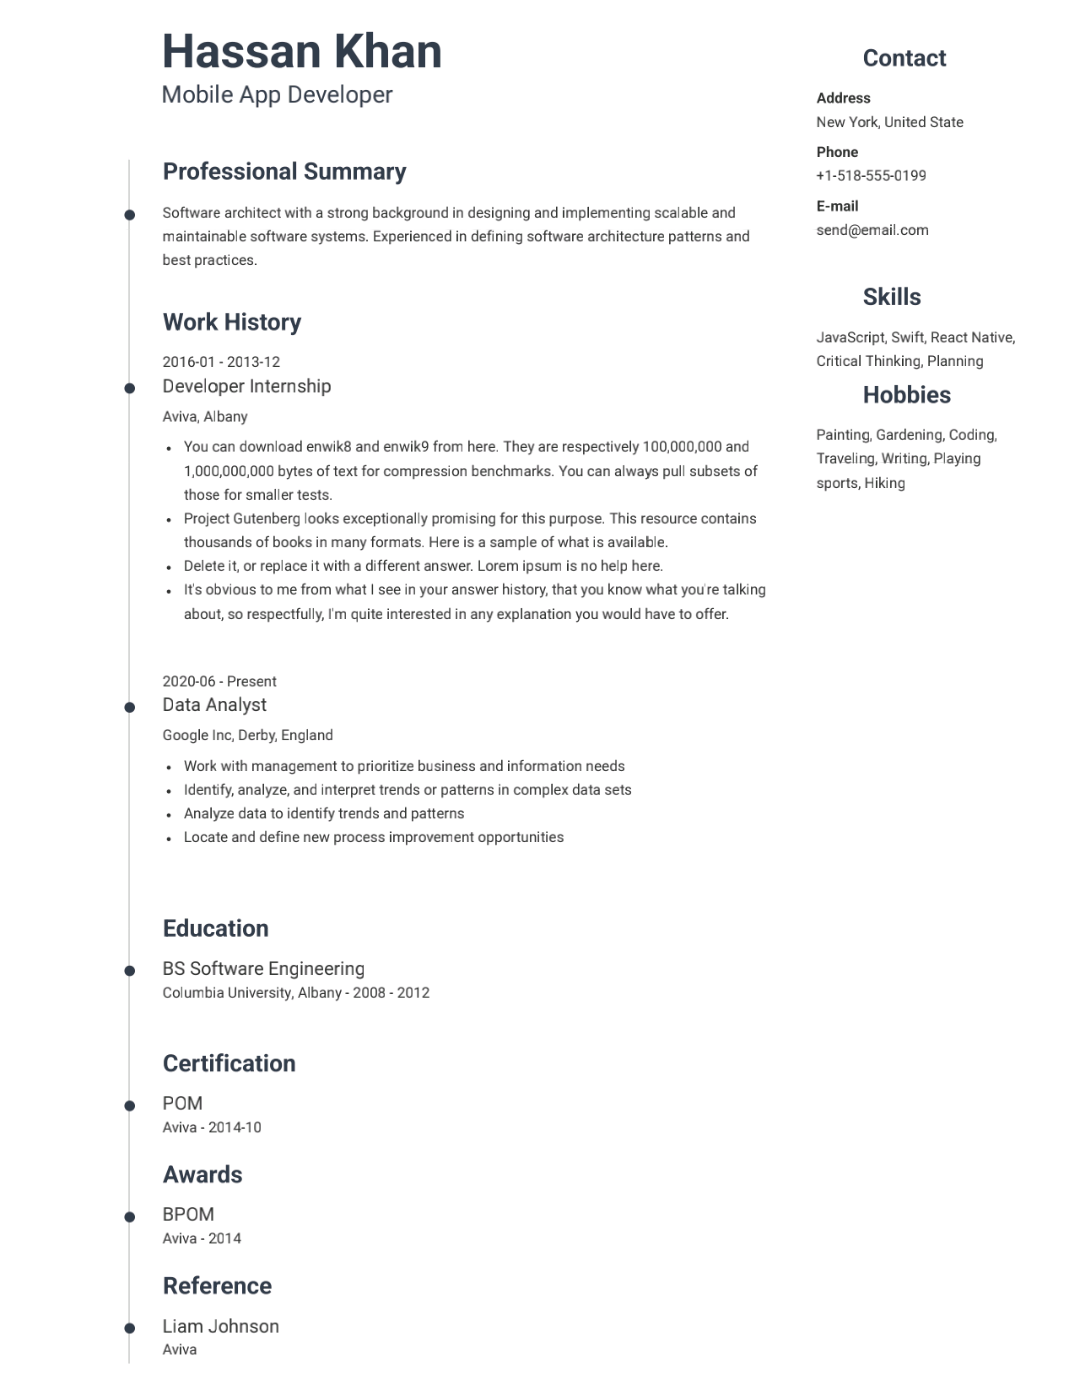 Hassan Khan
Mobile App Developer
Professional Summary
Software architect with a strong background in designing and implementing scalable and
maintainable software systems. Experienced in defining software architecture patterns and
best practices.
Work History
2016-01 - 2013-12
Developer Internship
Aviva, Albany
• You can download enwik8 and enwik9 from here. They are respectively 100,000,000 and
1,000,000,000 bytes of text for compression benchmarks. You can always pull subsets of
those for smaller tests.
• Project Gutenberg looks exceptionally promising for this purpose. This resource contains
thousands of books in many formats. Here is a sample of what is available.
• Delete it, or replace it with a different answer. Lorem ipsum is no help here.
• It's obvious to me from what I see in your answer history, that you know what you're talking
about, so respectfully, I'm quite interested in any explanation you would have to offer.
2020-06 - Present
Data Analyst
Google Inc, Derby, England
• Work with management to prioritize business and information needs
• Identify, analyze, and interpret trends or patterns in complex data sets
• Analyze data to identify trends and patterns
• Locate and define new process improvement opportunities
Education
BS Software Engineering
Columbia University, Albany - 2008 - 2012
Certification
POM
Aviva - 2014-10
Awards
BPOM
Aviva - 2014
Reference
Liam Johnson
Aviva
Contact
Address
New York, United State
Phone
+1-518-555-0199
E-mail
send@email.com
Skills
JavaScript, Swift, React Native,
Critical Thinking, Planning
Hobbies
Painting, Gardening, Coding,
Traveling, Writing, Playing
sports, Hiking